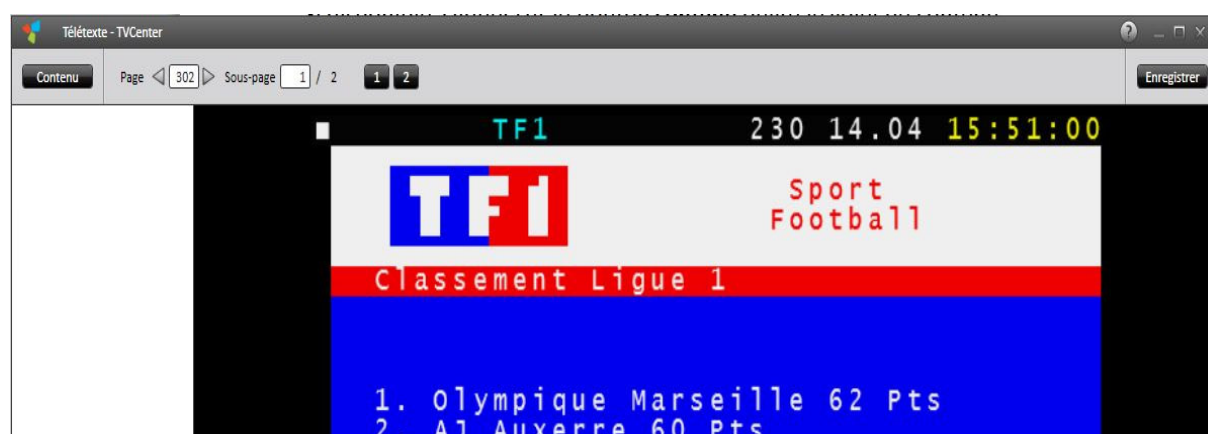 Télétexte - TVCenter
Contenu Page 302 Sous-page 1 / 2 1 2 Enregistrer
TF1 230 14.04 15:51:00
TF1
Sport
Football
Classement Ligue 1
1. Olympique Marseille 62 Pts
2. AJ Auxerre 60 Pts